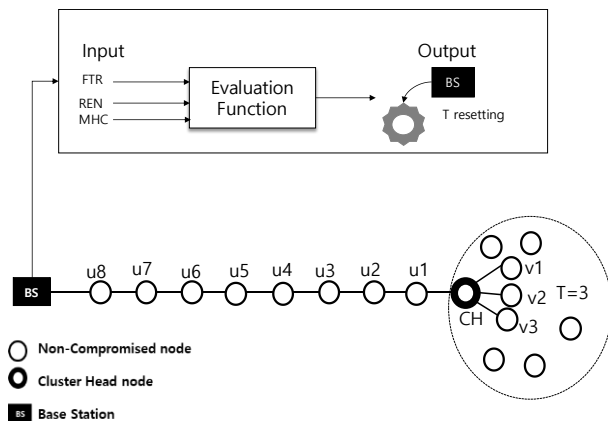 Input
Output
FTR
REN
MHC
Evaluation
Function
BS
T resetting
BS
u8
u7
u6
u5
u4
u3
u2
u1
CH
v1
v2
v3
T=3
Non-Compromised node
Cluster Head node
BS
Base Station